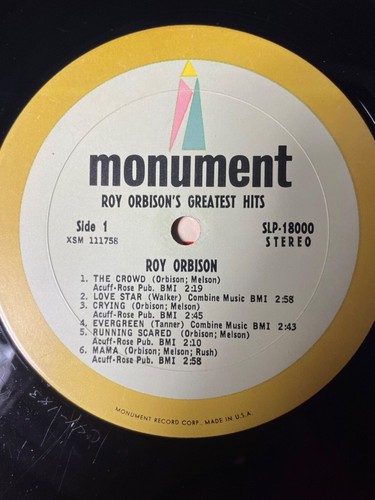 monument
ROY ORBISON'S GREATEST HITS
Side 1
SLP-18000
XSM 111758
STEREO
ROY ORBISON
1. THE CROWD (Orbison; Melson)
Acuff-Rose Pub. BMI 2:19
2. LOVE STAR (Walker) Combine Music BMI 2:58
3. CRYING (Orbison; Melson)
Acuff-Rose Pub. BMI 2:45
4. EVERGREEN (Tanner) Combine Music BMI 2:43
5. RUNNING SCARED (Orbison; Melson)
Acuff-Rose Pub. BMI 2:10
6. MAMA (Orbison; Melson; Rush)
Acuff-Rose Pub. BMI 2:58
MONUMENT RECORD CORP. MADE IN U.S.A.